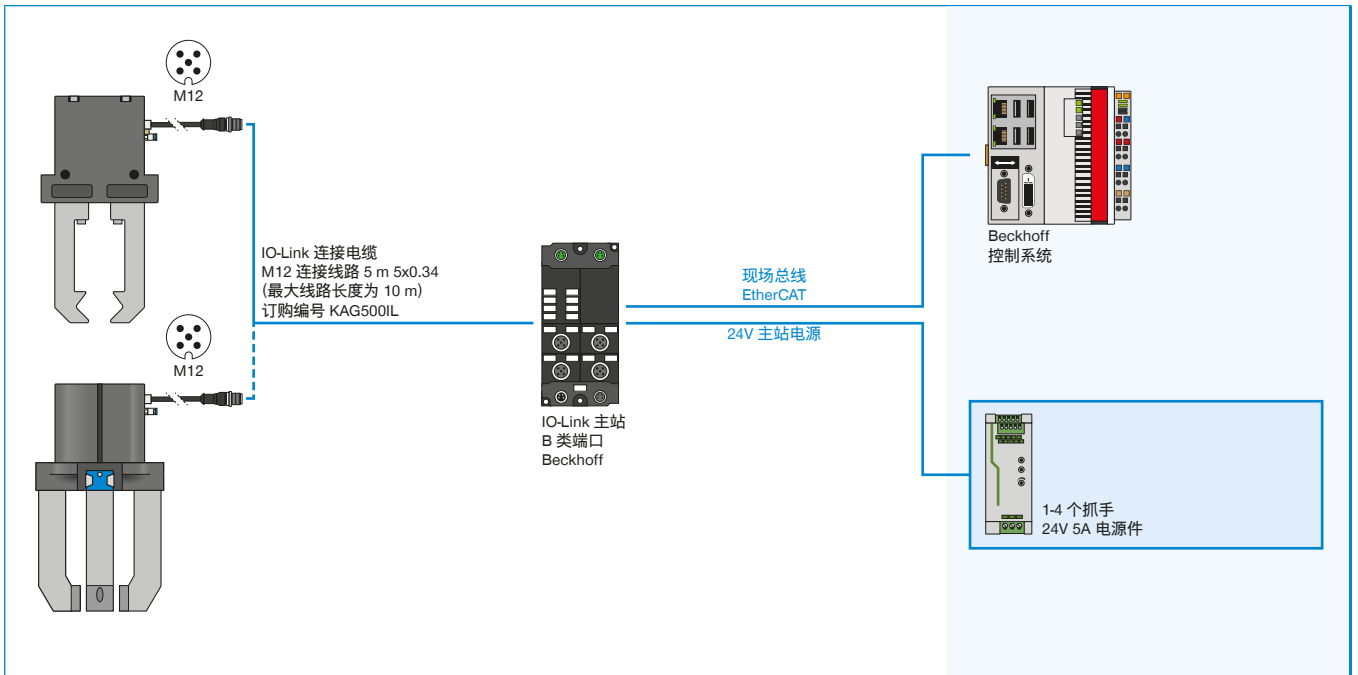 M12
IO-Link 连接电缆
M12 连接线路 5 m 5x0.34
(最大线路长度为 10 m)
订购编号 KAG500IL
M12
IO-Link 主站
B 类端口
Beckhoff
现场总线
EtherCAT
24V 主站电源
Beckhoff
控制系统
1-4 个抓手
24V 5A 电源件